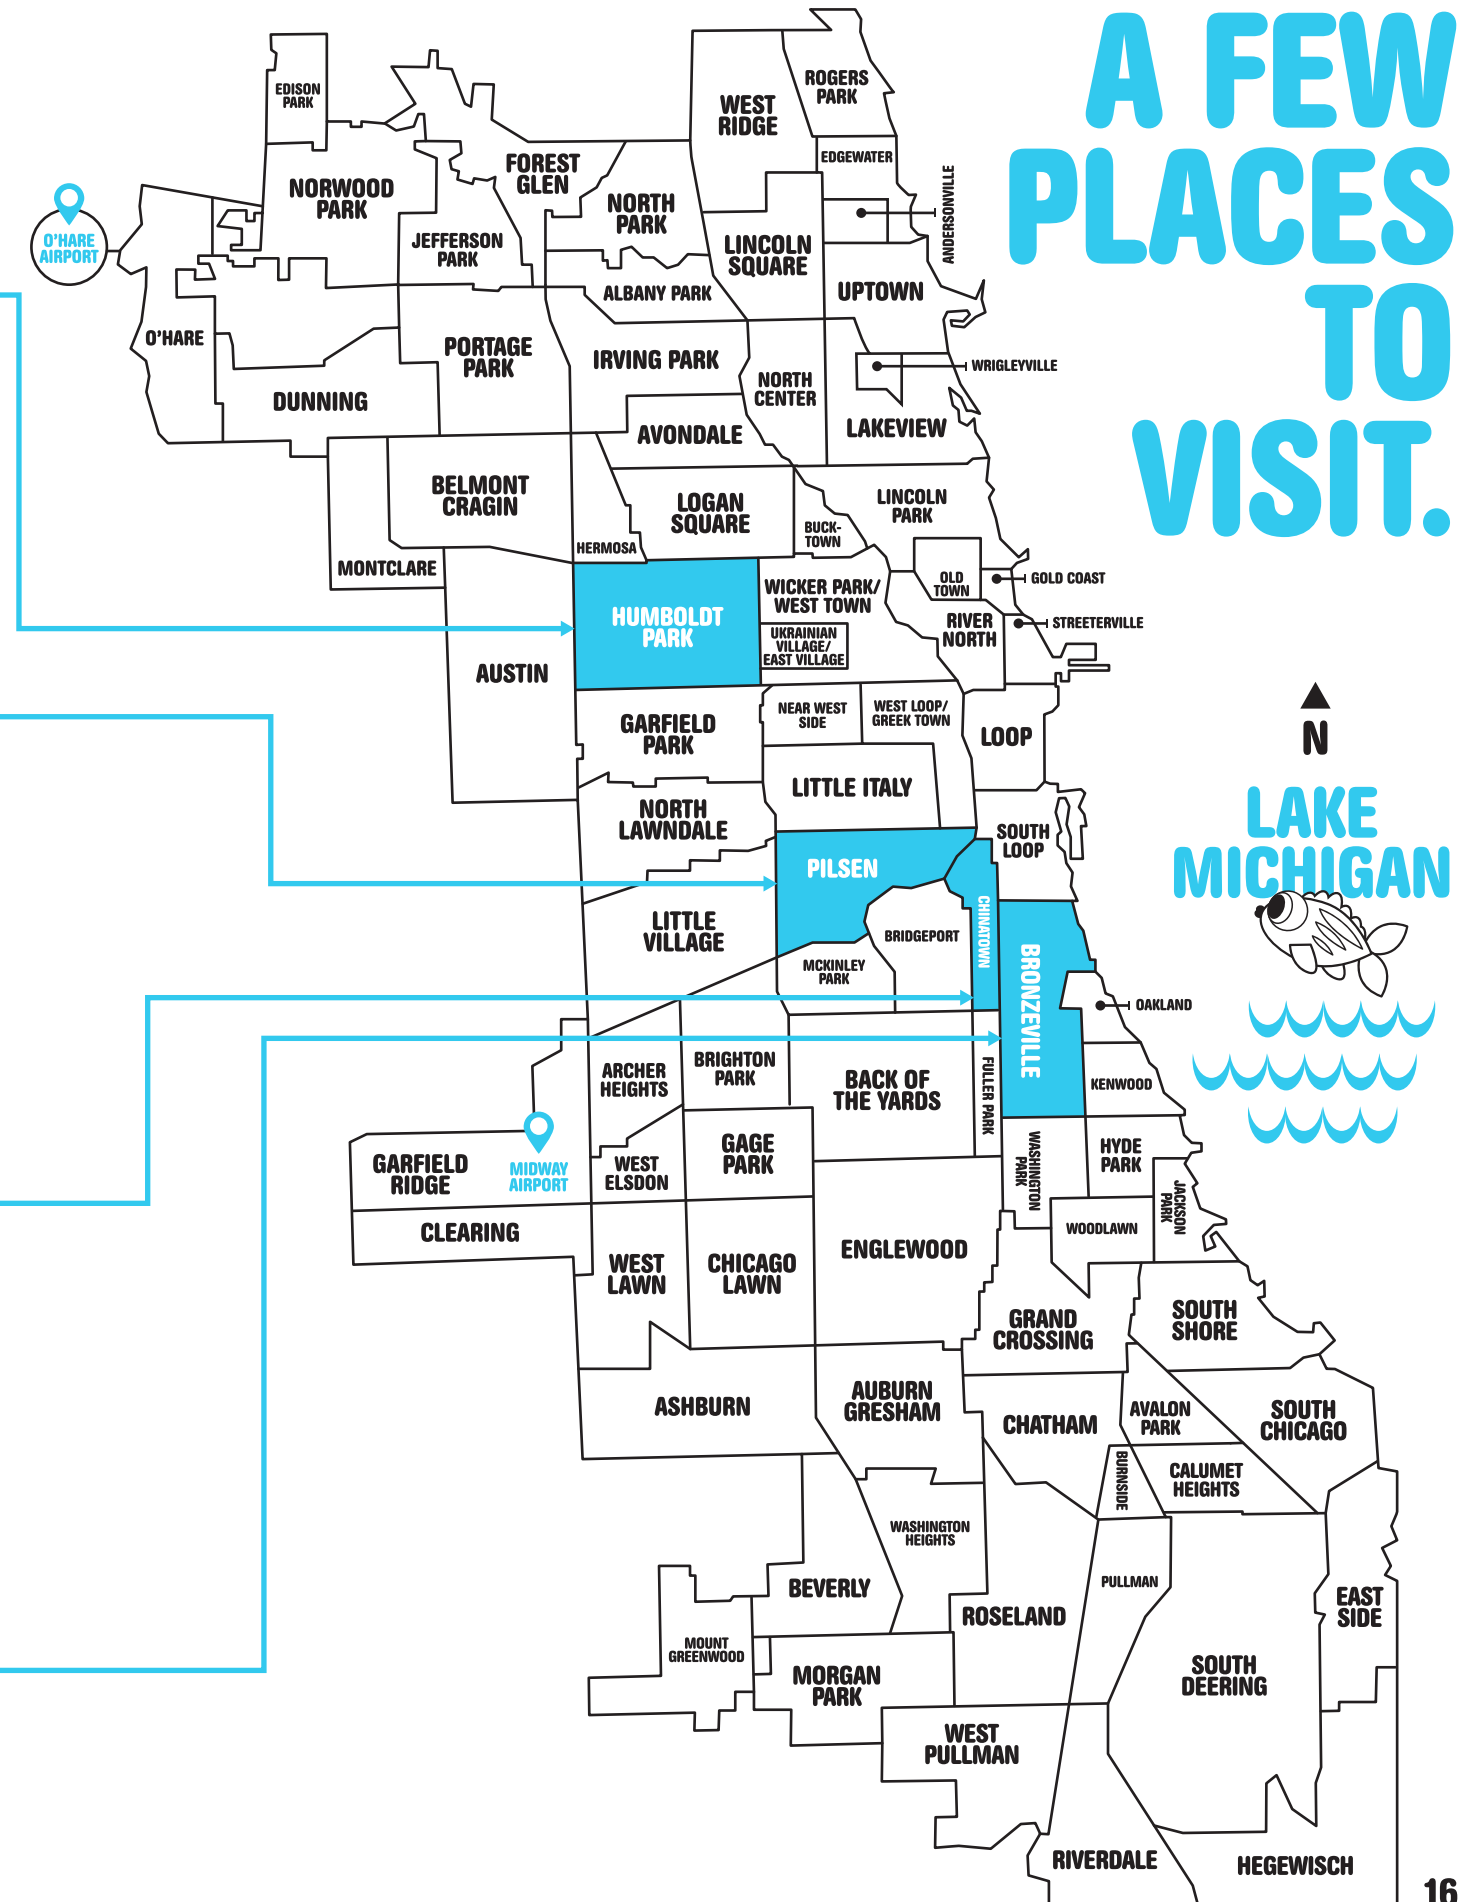 A FEW
PLACES
TO
VISIT.
EDISON
PARK
NORWOOD
PARK
O'HARE
AIRPORT
JEFFERSON
PARK
FOREST
GLEN
NORTH
PARK
WEST
RIDGE
ROGERS
PARK
EDGEWATER
ANDERSONVILLE
LINCOLN
SQUARE
UPTOWN
ALBANY PARK
O'HARE
DUNNING
PORTAGE
PARK
IRVING PARK
NORTH
CENTER
WRIGLEYVILLE
LAKEVIEW
AVONDALE
BELMONT
CRAGIN
LOGAN
SQUARE
BUCK-
TOWN
LINCOLN
PARK
HERMOSA
MONTCLARE
HUMBOLDT
PARK
WICKER PARK/
WEST TOWN
UKRAINIAN
VILLAGE/
EAST VILLAGE
OLD
TOWN
GOLD COAST
RIVER
NORTH
STREETERVILLE
AUSTIN
GARFIELD
PARK
NEAR WEST
SIDE
WEST LOOP/
GREEK TOWN
LOOP
N
LITTLE ITALY
NORTH
LAWNDALE
SOUTH
LOOP
LAKE
MICHIGAN
PILSEN
LITTLE
VILLAGE
BRIDGEPORT
CHINATOWN
BRONZEVILLE
MCKINLEY
PARK
OAKLAND
ARCHER
HEIGHTS
BRIGHTON
PARK
BACK OF
THE YARDS
FULLER PARK
KENWOOD
GARFIELD
RIDGE
MIDWAY
AIRPORT
WEST
ELSDON
GAGE
PARK
WASHINGTON
PARK
HYDE
PARK
JACKSON
PARK
CLEARING
WEST
LAWN
CHICAGO
LAWN
ENGLEWOOD
WOODLAWN
GRAND
CROSSING
SOUTH
SHORE
ASHBURN
AUBURN
GRESHAM
CHATHAM
AVALON
PARK
SOUTH
CHICAGO
BURNSIDE
CALUMET
HEIGHTS
WASHINGTON
HEIGHTS
BEVERLY
PULLMAN
ROSELAND
EAST
SIDE
MOUNT
GREENWOOD
MORGAN
PARK
SOUTH
DEERING
WEST
PULLMAN
RIVERDALE
HEGEWISCH
16